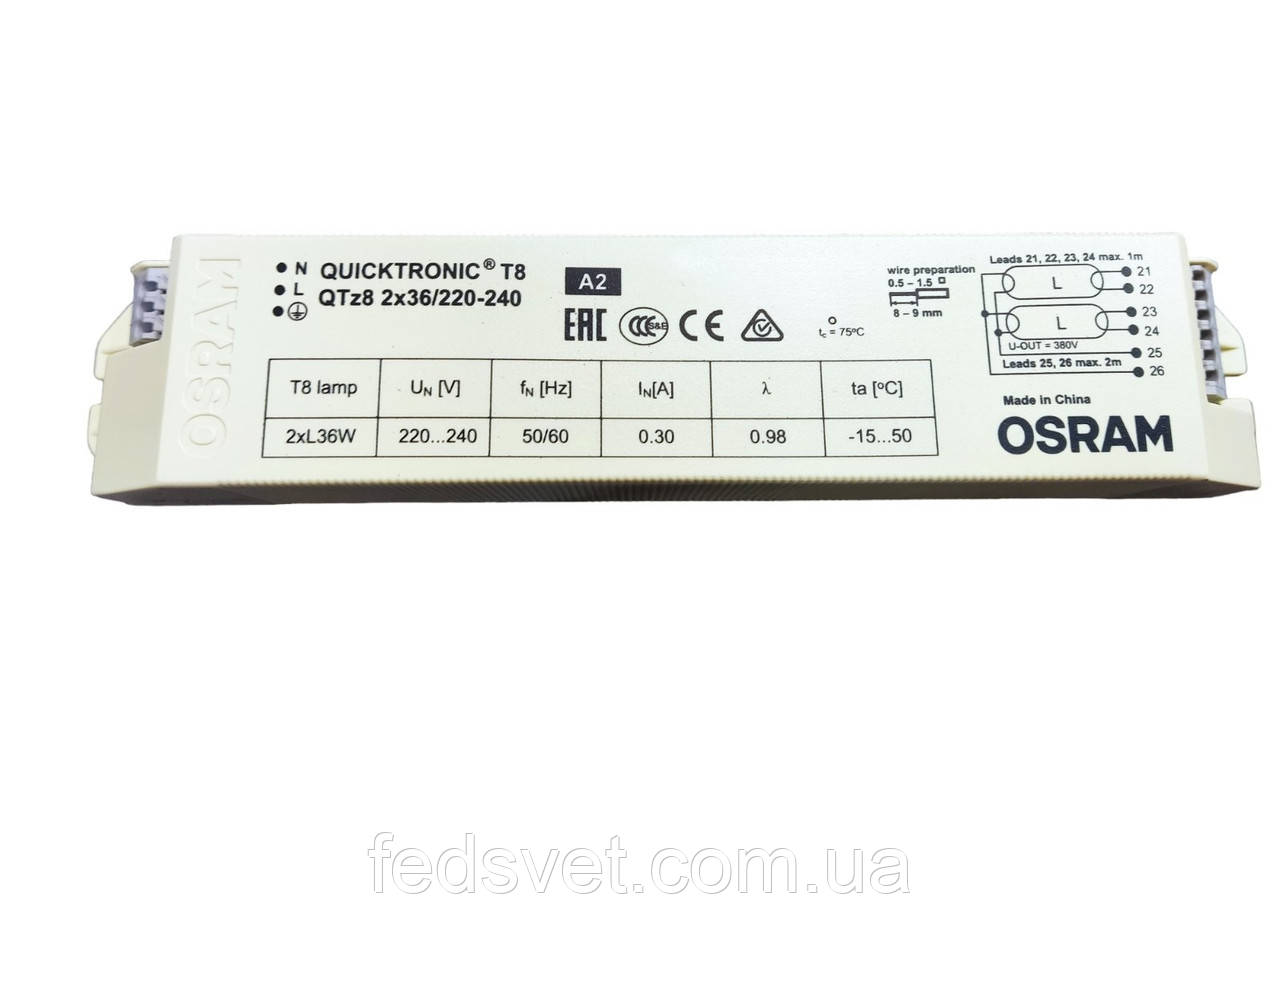 OSRAM
N QUICKTRONIC® T8
L QTz8 2x36/220-240
A2
EAC CCC S&E CE
tc = 75°C
wire preparation
0.5 – 1.5
8 – 9 mm
Leads 21, 22, 23, 24 max. 1m
L
21
22
L
23
24
U-OUT = 380V
25
Leads 25, 26 max. 2m
26
T8 lamp UN [V] fN [Hz] IN[A] λ ta [°C]
2xL36W 220...240 50/60 0.30 0.98 -15...50
Made in China
OSRAM
fedsvet.com.ua